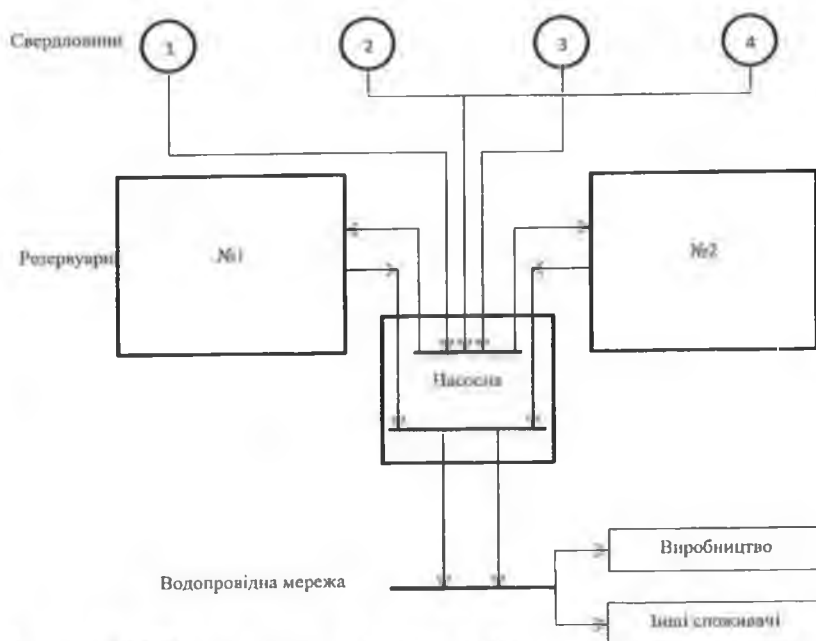 Свердловини
1
2
3
4
Резервуари
№1
№2
Насосна
Виробництво
Водопровідна мережа
Інші споживачі